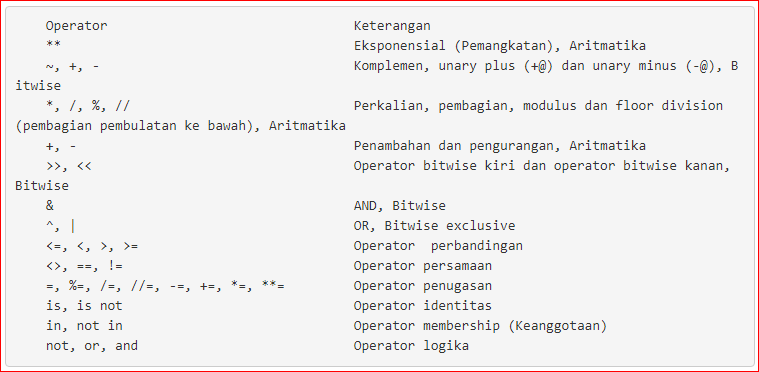 Operator Keterangan
** Eksponensial (Pemangkatan), Aritmatika
~, +, - Komplemen, unary plus (+@) dan unary minus (-@), B
itwise
*, /, %, // Perkalian, pembagian, modulus dan floor division
(pembagian pembulatan ke bawah), Aritmatika
+, - Penambahan dan pengurangan, Aritmatika
>>, << Operator bitwise kiri dan operator bitwise kanan,
Bitwise
& AND, Bitwise
^, | OR, Bitwise exclusive
<=, <, >, >= Operator perbandingan
<>, ==, != Operator persamaan
=, %=, /=, //=, -=, +=, *=, **= Operator penugasan
is, is not Operator identitas
in, not in Operator membership (Keanggotaan)
not, or, and Operator logika